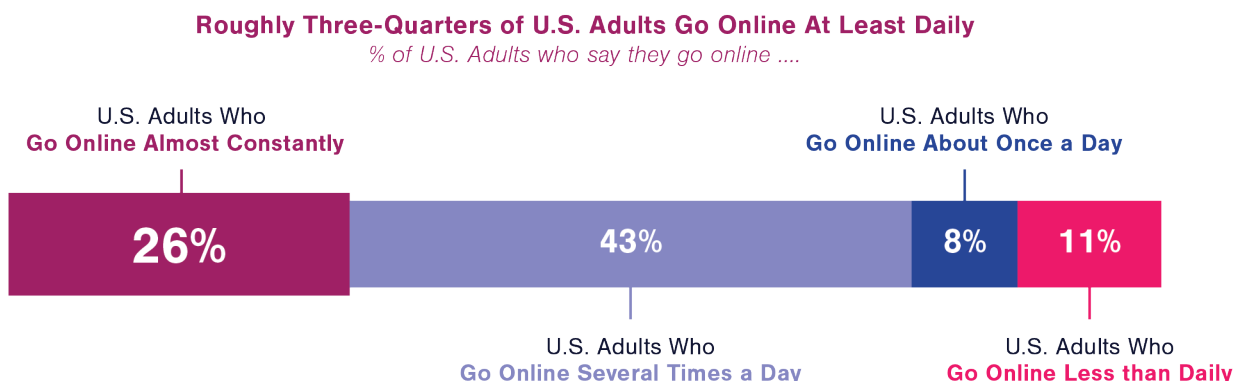 Roughly Three-Quarters of U.S. Adults Go Online At Least Daily
% of U.S. Adults who say they go online ....
U.S. Adults Who
Go Online Almost Constantly
U.S. Adults Who
Go Online About Once a Day
26%
43%
8%
11%
U.S. Adults Who
Go Online Several Times a Day
U.S. Adults Who
Go Online Less than Daily